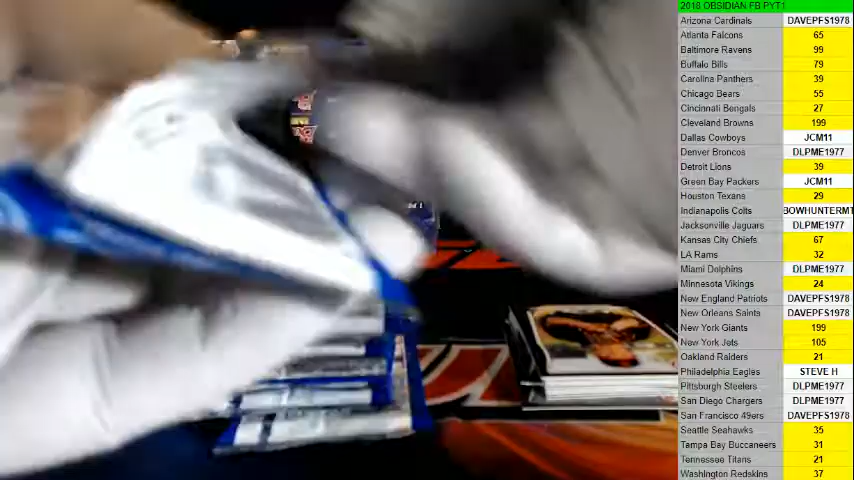 2018 OBSIDIAN FB PYT1
Arizona Cardinals DAVEPFS1978
Atlanta Falcons 65
Baltimore Ravens 99
Buffalo Bills 79
Carolina Panthers 39
Chicago Bears 55
Cincinnati Bengals 27
Cleveland Browns 199
Dallas Cowboys JCM11
Denver Broncos DLPME1977
Detroit Lions 39
Green Bay Packers JCM11
Houston Texans 29
Indianapolis Colts BOWHUNTERMT
Jacksonville Jaguars DLPME1977
Kansas City Chiefs 67
LA Rams 32
Miami Dolphins DLPME1977
Minnesota Vikings 24
New England Patriots DAVEPFS1978
New Orleans Saints DAVEPFS1978
New York Giants 199
New York Jets 105
Oakland Raiders 21
Philadelphia Eagles STEVE H
Pittsburgh Steelers DLPME1977
San Diego Chargers DLPME1977
San Francisco 49ers DAVEPFS1978
Seattle Seahawks 35
Tampa Bay Buccaneers 31
Tennessee Titans 21
Washington Redskins 37